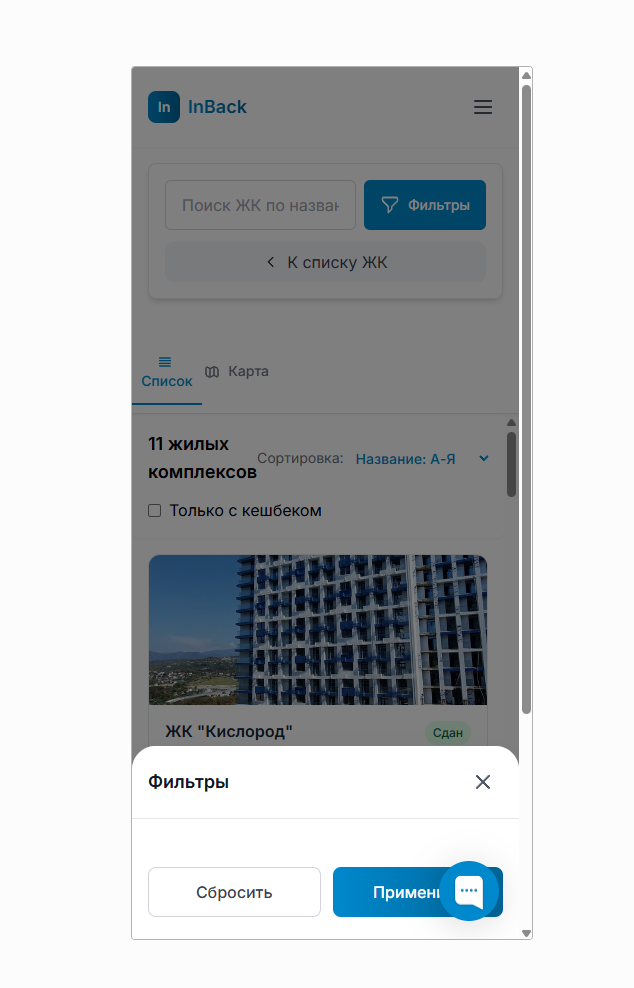 In InBack
Поиск ЖК по назван
Фильтры
К списку ЖК
Список
Карта
11 жилых
комплексов
Сортировка: Название: А-Я
Только с кешбеком
ЖК "Кислород"
Сдан
Фильтры
Сбросить
Примени